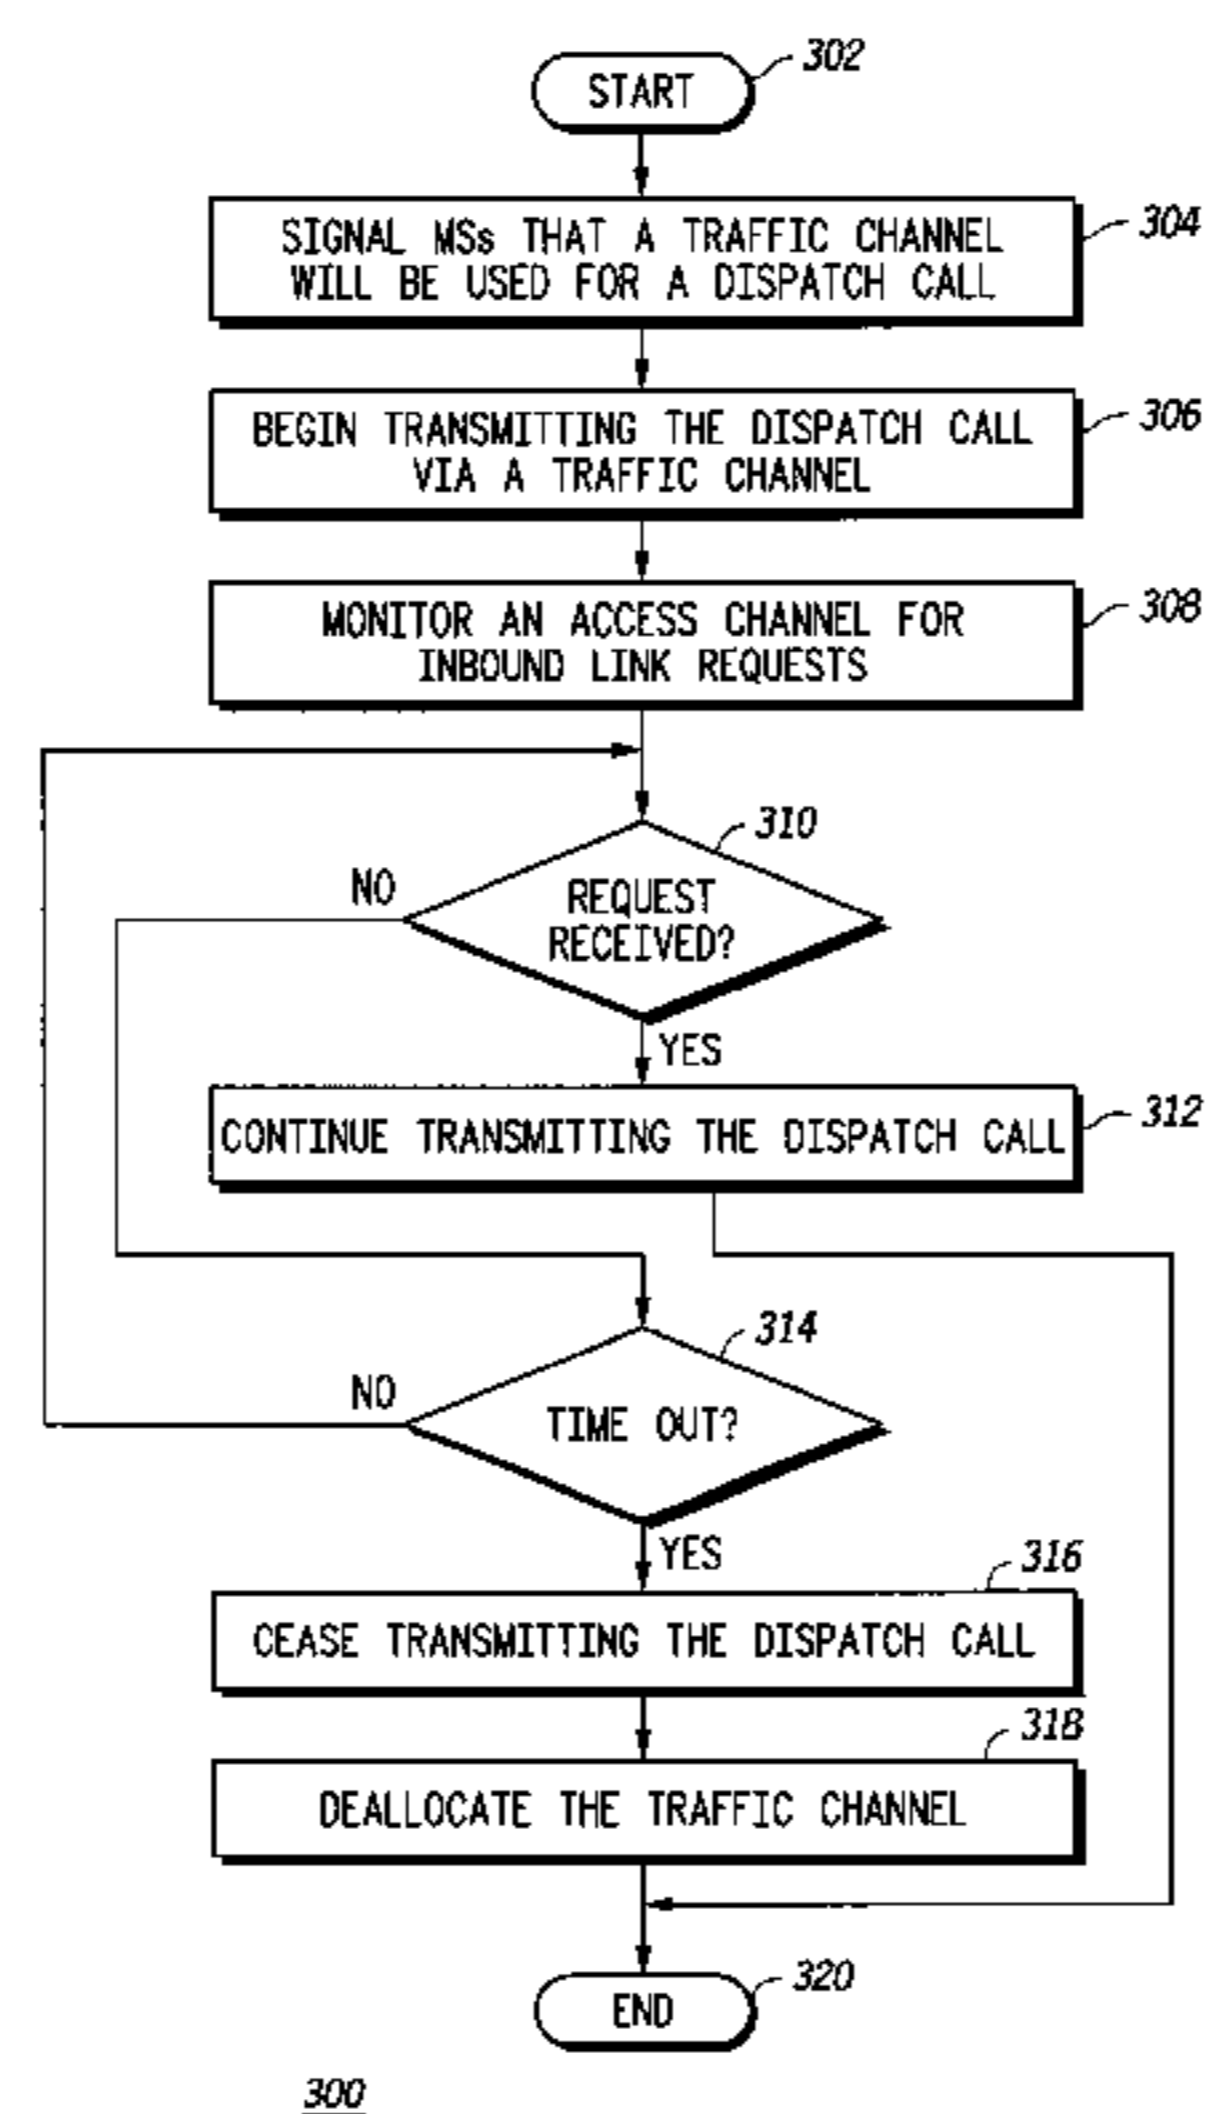 302
START
304
SIGNAL MSs THAT A TRAFFIC CHANNEL
WILL BE USED FOR A DISPATCH CALL
306
BEGIN TRANSMITTING THE DISPATCH CALL
VIA A TRAFFIC CHANNEL
308
MONITOR AN ACCESS CHANNEL FOR
INBOUND LINK REQUESTS
310
NO
REQUEST
RECEIVED?
YES
312
CONTINUE TRANSMITTING THE DISPATCH CALL
314
NO
TIME OUT?
YES
316
CEASE TRANSMITTING THE DISPATCH CALL
318
DEALLOCATE THE TRAFFIC CHANNEL
320
END
300